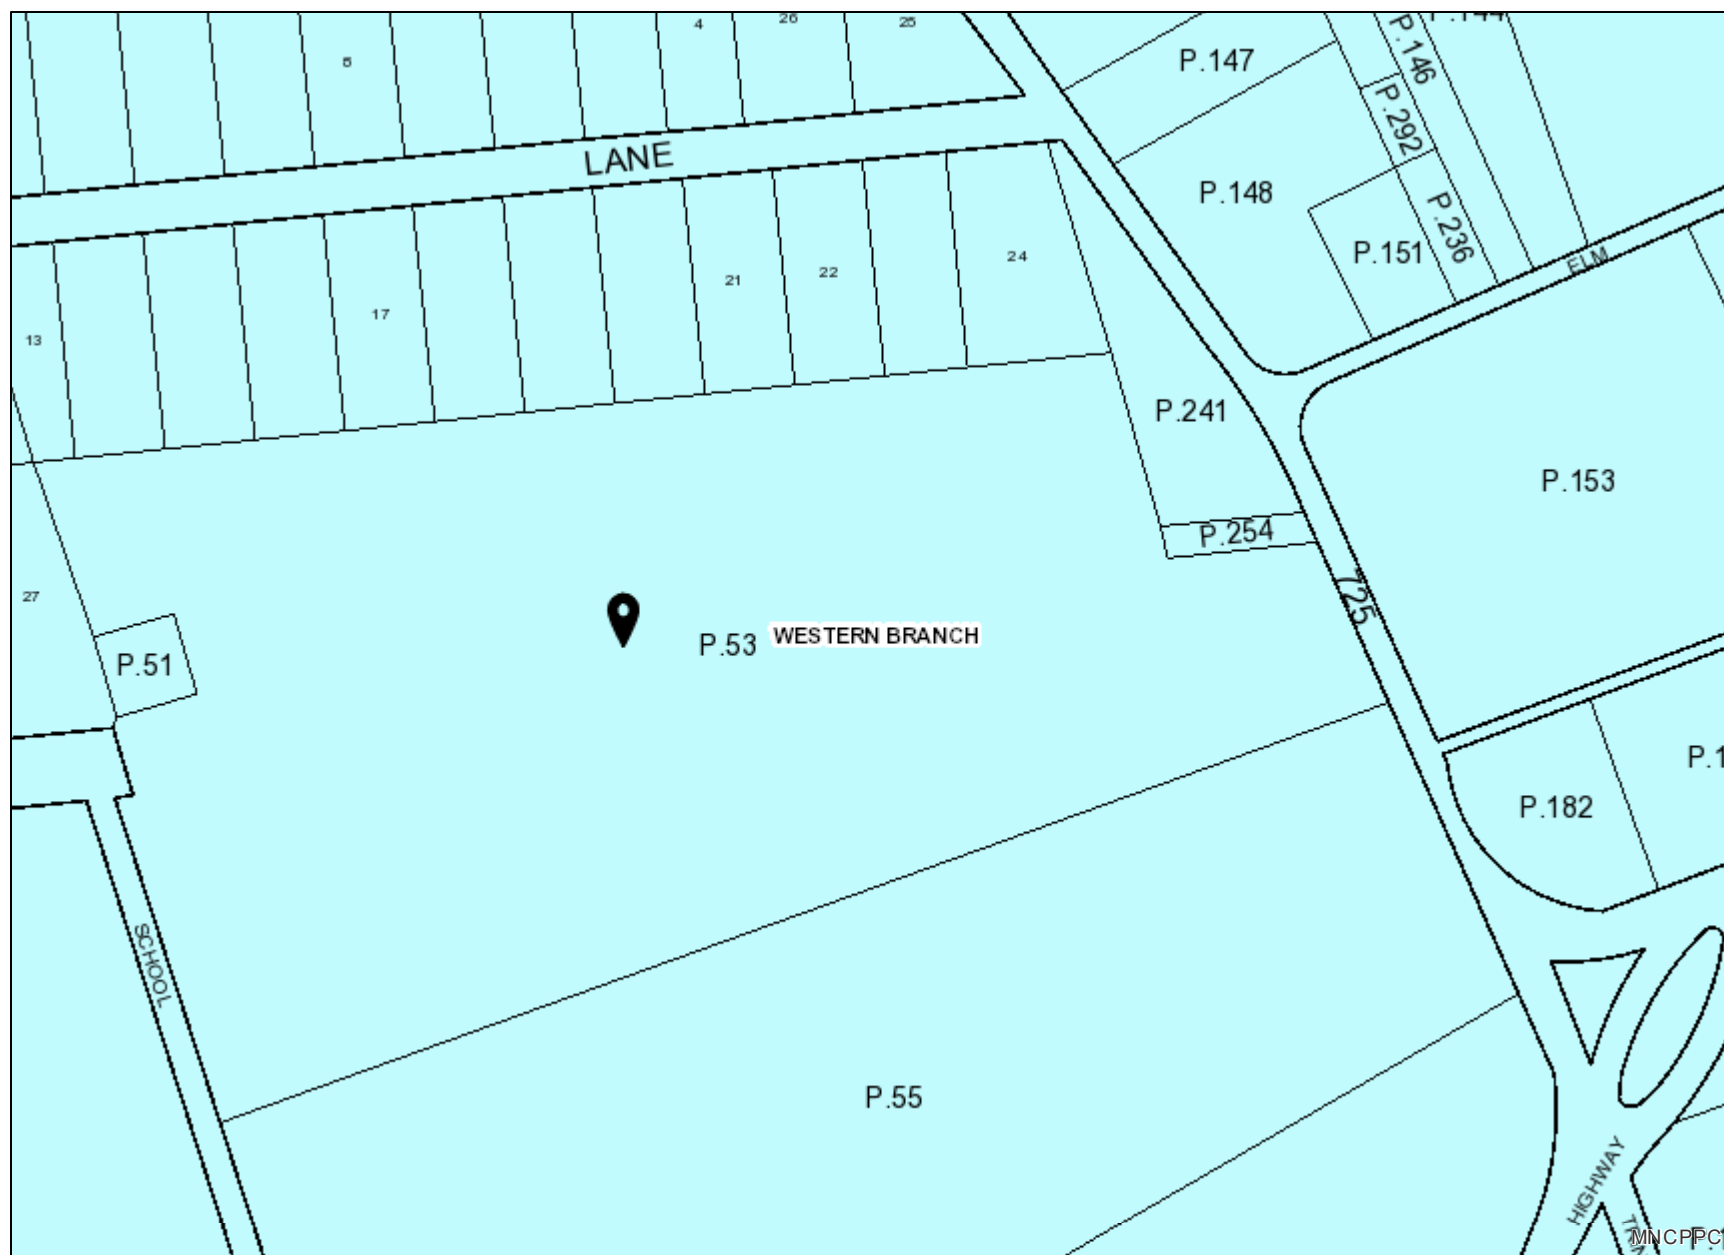 4
26
25
8
P.147
P.146
P.292
LANE
P.148
P.236
P.151
ELM
24
22
21
17
13
P.241
P.153
P.254
725
27
WESTERN BRANCH
P.53
P.51
P.182
SCHOOL
P.55
HIGHWAY
MNCPPC